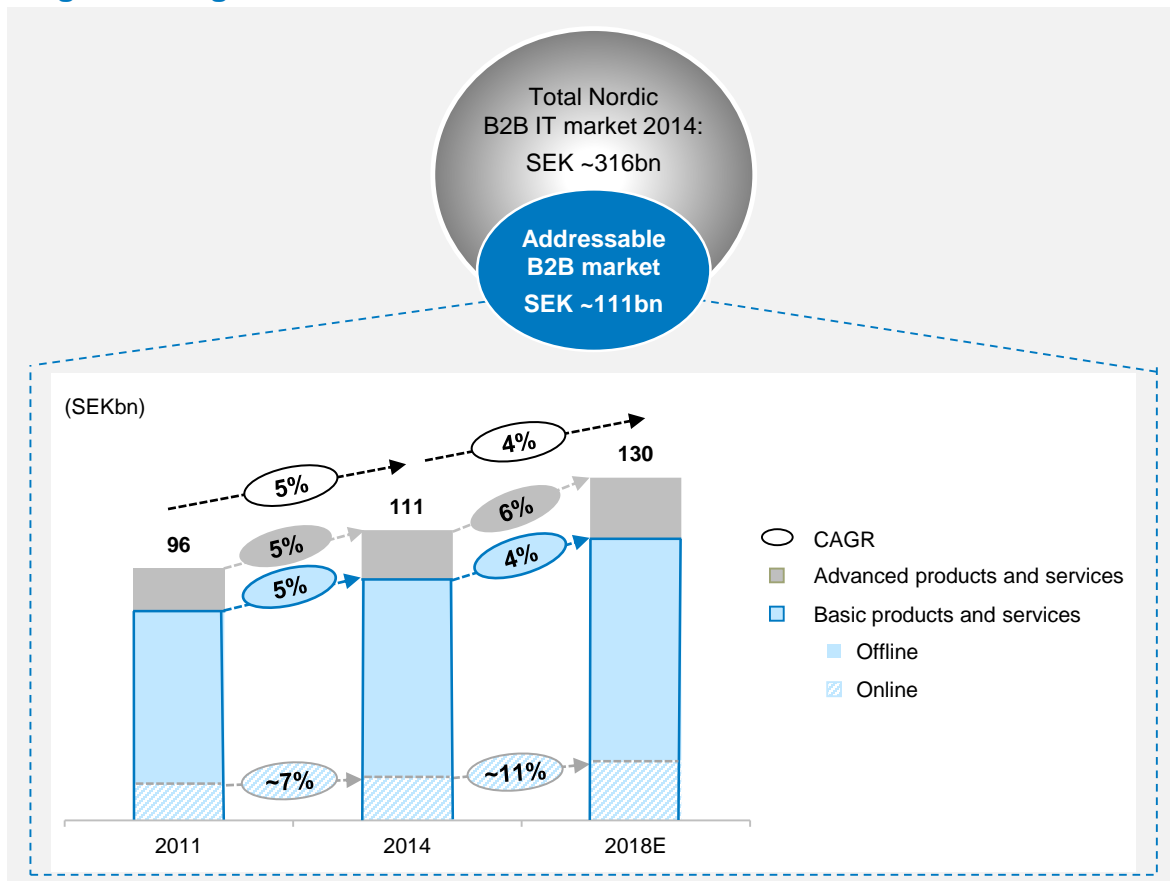 Total Nordic
B2B IT market 2014:
SEK ~316bn
Addressable
B2B market
SEK ~111bn
(SEKbn)
4%
130
5%
111
6%
96
5%
4%
5%
CAGR
Advanced products and services
Basic products and services
Offline
Online
~7%
~11%
2011
2014
2018E